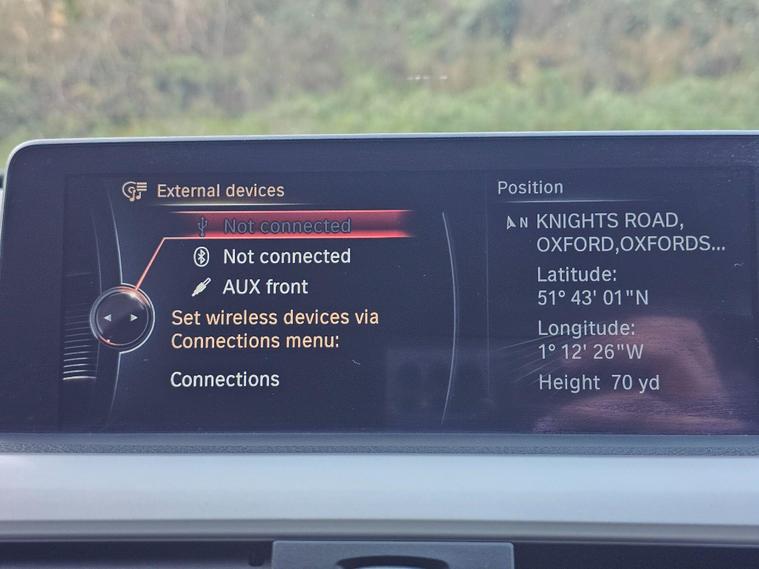 External devices
Not connected
Not connected
AUX front
Set wireless devices via
Connections menu:
Connections
Position
N KNIGHTS ROAD,
OXFORD,OXFORDS...
Latitude:
51° 43' 01"N
Longitude:
1° 12' 26"W
Height 70 yd